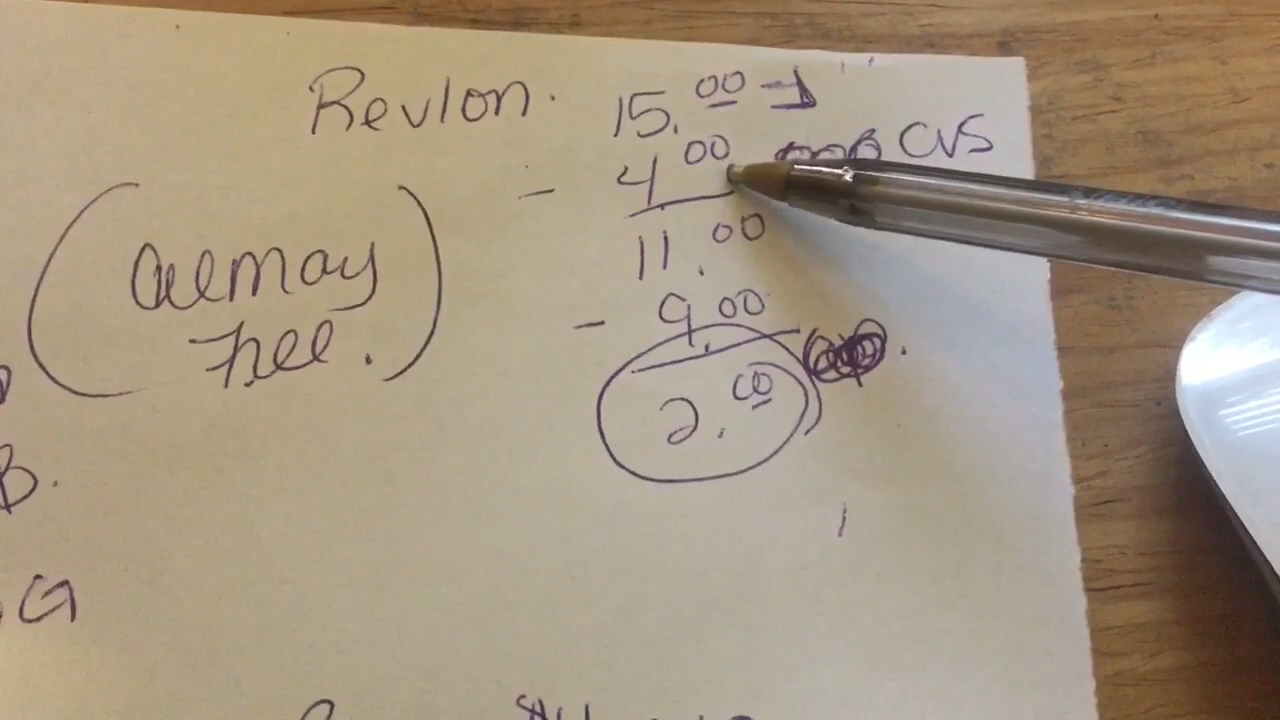 Revlon. 15.00
- 4.00 CVS
11.00
- 9.00
2.00
(Almay
Free.)
B.
G